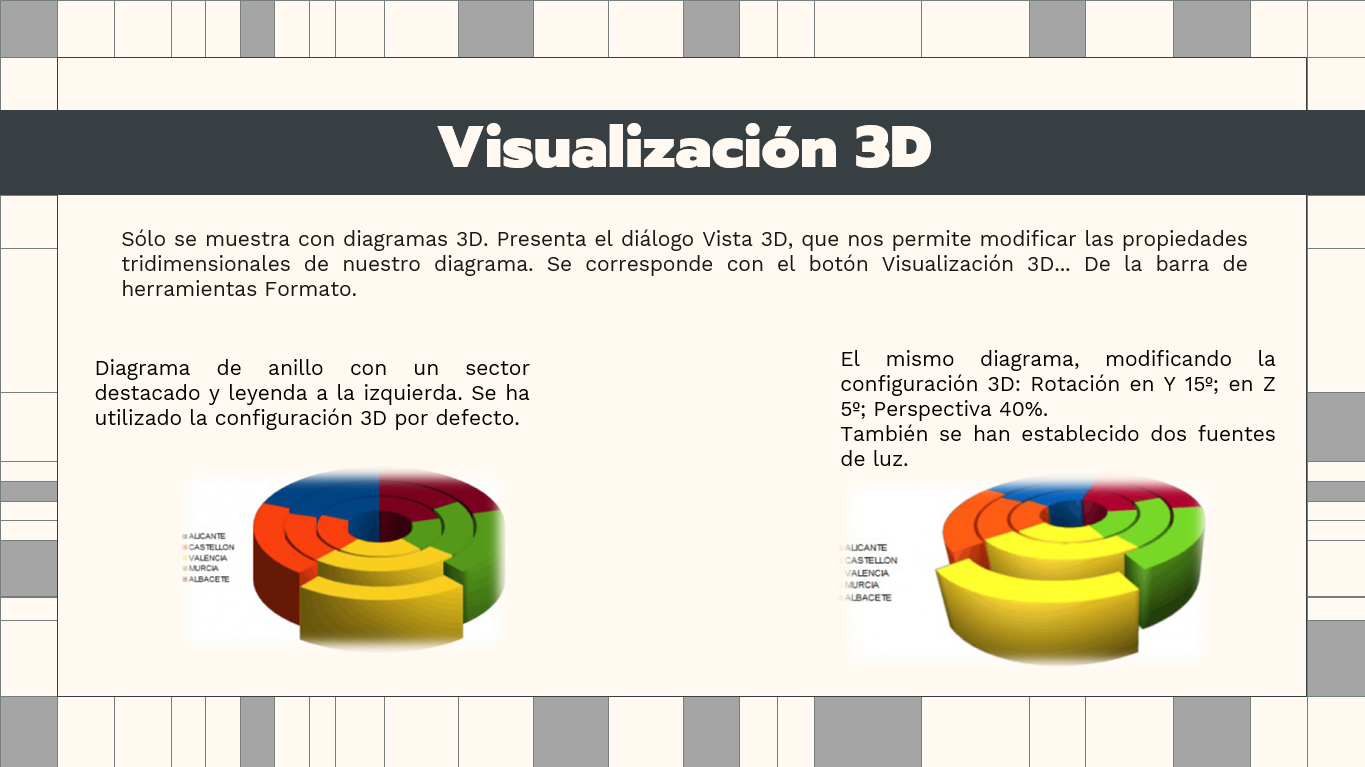 Visualización 3D
Sólo se muestra con diagramas 3D. Presenta el diálogo Vista 3D, que nos permite modificar las propiedades
tridimensionales de nuestro diagrama. Se corresponde con el botón Visualización 3D... De la barra de
herramientas Formato.
Diagrama de anillo con un sector
destacado y leyenda a la izquierda. Se ha
utilizado la configuración 3D por defecto.
El mismo diagrama, modificando la
configuración 3D: Rotación en Y 15º; en Z
5º; Perspectiva 40%.
También se han establecido dos fuentes
de luz.
ALICANTE
CASTELLON
VALENCIA
MURCIA
ALBACETE
ALICANTE
CASTELLON
VALENCIA
MURCIA
ALBACETE